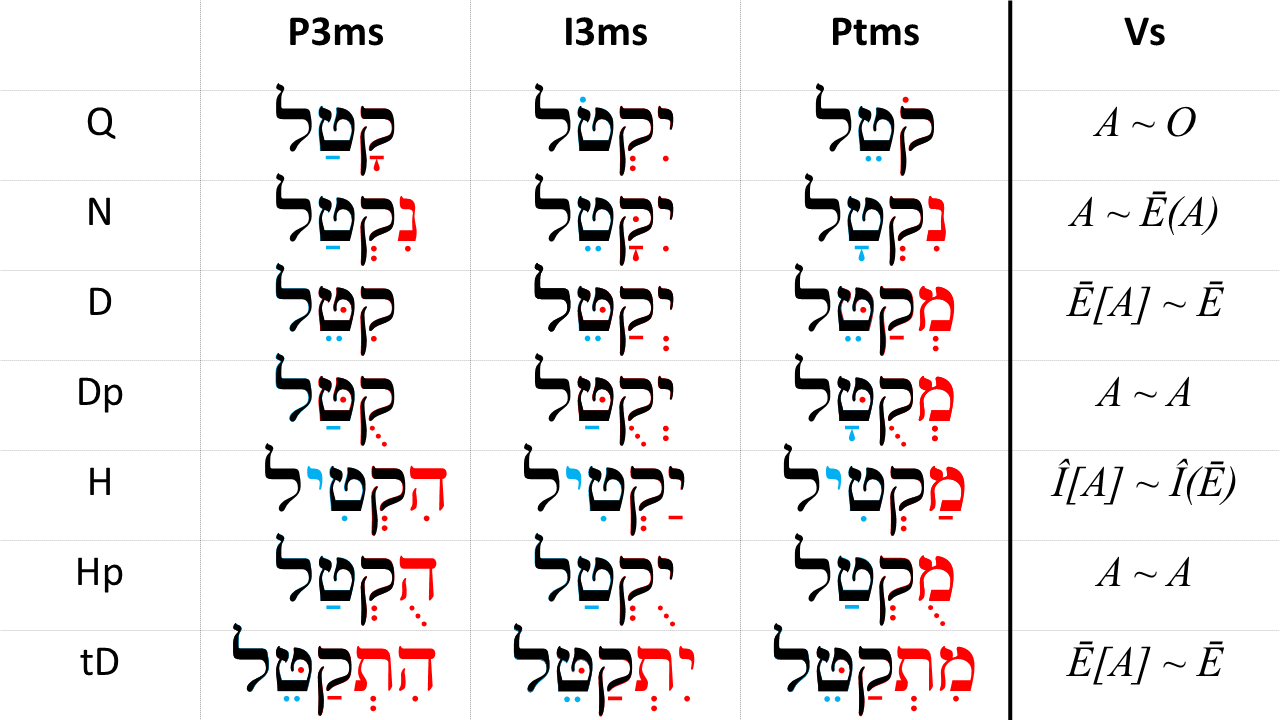 P3ms I3ms Ptms Vs
Q קָטַל יִקְטֹל קֹטֵל A ~ O
N נִקְטַל יִקָּטֵל נִקְטָל A ~ Ē(A)
D קִטֵּל יְקַטֵּל מְקַטֵּל Ē[A] ~ Ē
Dp קֻטַּל יְקֻטַּל מְקֻטָּל A ~ A
H הִקְטִיל יַקְטִיל מַקְטִיל Î[A] ~ Î(Ē)
Hp הֻקְטַל יֻקְטַל מֻקְטַל A ~ A
tD הִתְקַטֵּל יִתְקַטֵּל מִתְקַטֵּל Ē[A] ~ Ē